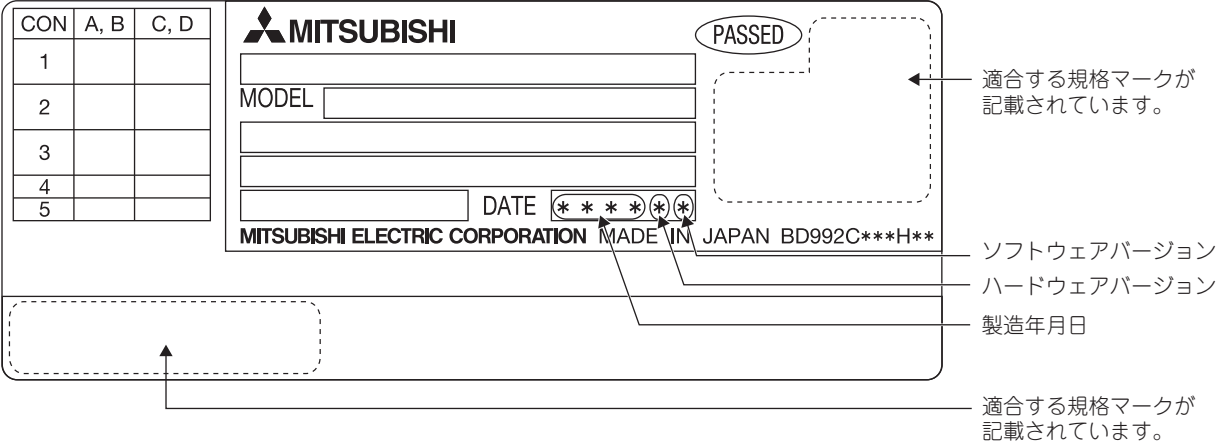 CON A, B C, D
1
2
3
4
5
MITSUBISHI
PASSED
MODEL
DATE * * * * * *
MITSUBISHI ELECTRIC CORPORATION MADE IN JAPAN BD992C***H**
適合する規格マークが
記載されています。
ソフトウェアバージョン
ハードウェアバージョン
製造年月日
適合する規格マークが
記載されています。